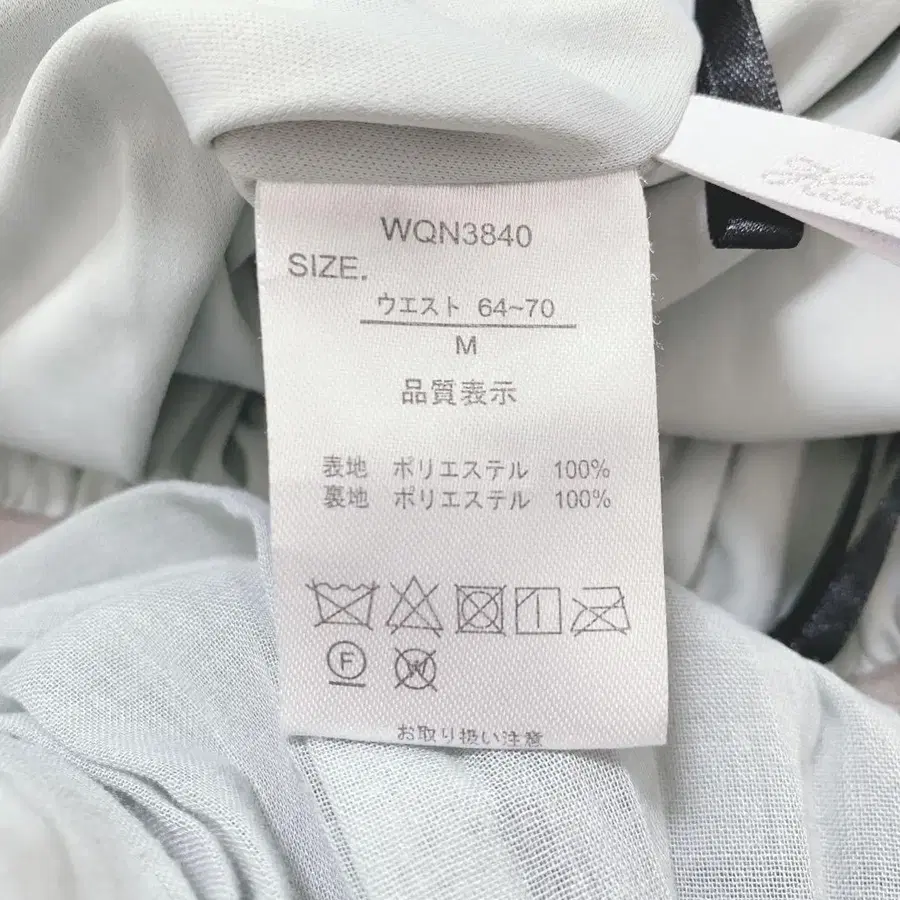 WQN3840
SIZE.
ウエスト 64~70
M
品質表示
表地 ポリエステル 100%
裏地 ポリエステル 100%
F
W
お取り扱い注意